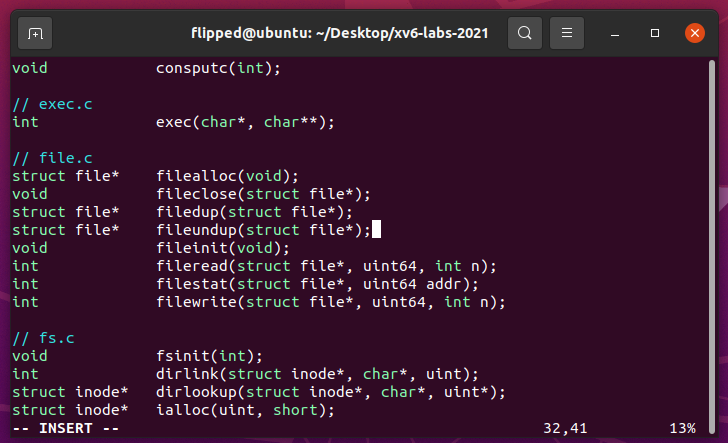 flipped@ubuntu: ~/Desktop/xv6-labs-2021
void            consputc(int);
// exec.c
int             exec(char*, char**);
// file.c
struct file*    filealloc(void);
void            fileclose(struct file*);
struct file*    filedup(struct file*);
struct file*    fileundup(struct file*);
void            fileinit(void);
int             fileread(struct file*, uint64, int n);
int             filestat(struct file*, uint64 addr);
int             filewrite(struct file*, uint64, int n);
// fs.c
void            fsinit(int);
int             dirlink(struct inode*, char*, uint);
struct inode*   dirlookup(struct inode*, char*, uint*);
struct inode*   ialloc(uint, short);
-- INSERT --                                               32,41         13%